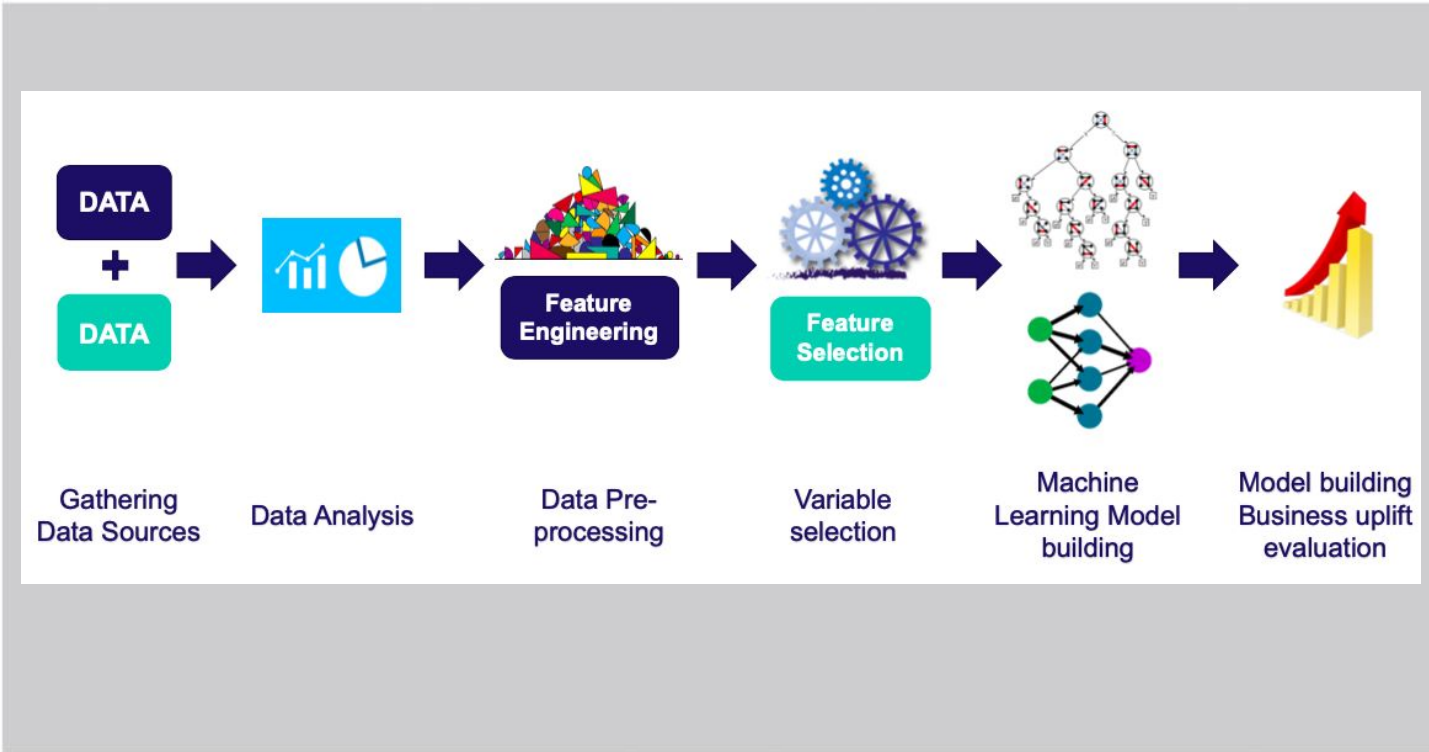 DATA
+
DATA
Feature
Engineering
Feature
Selection
Gathering
Data Sources
Data Analysis
Data Pre-
processing
Variable
selection
Machine
Learning Model
building
Model building
Business uplift
evaluation